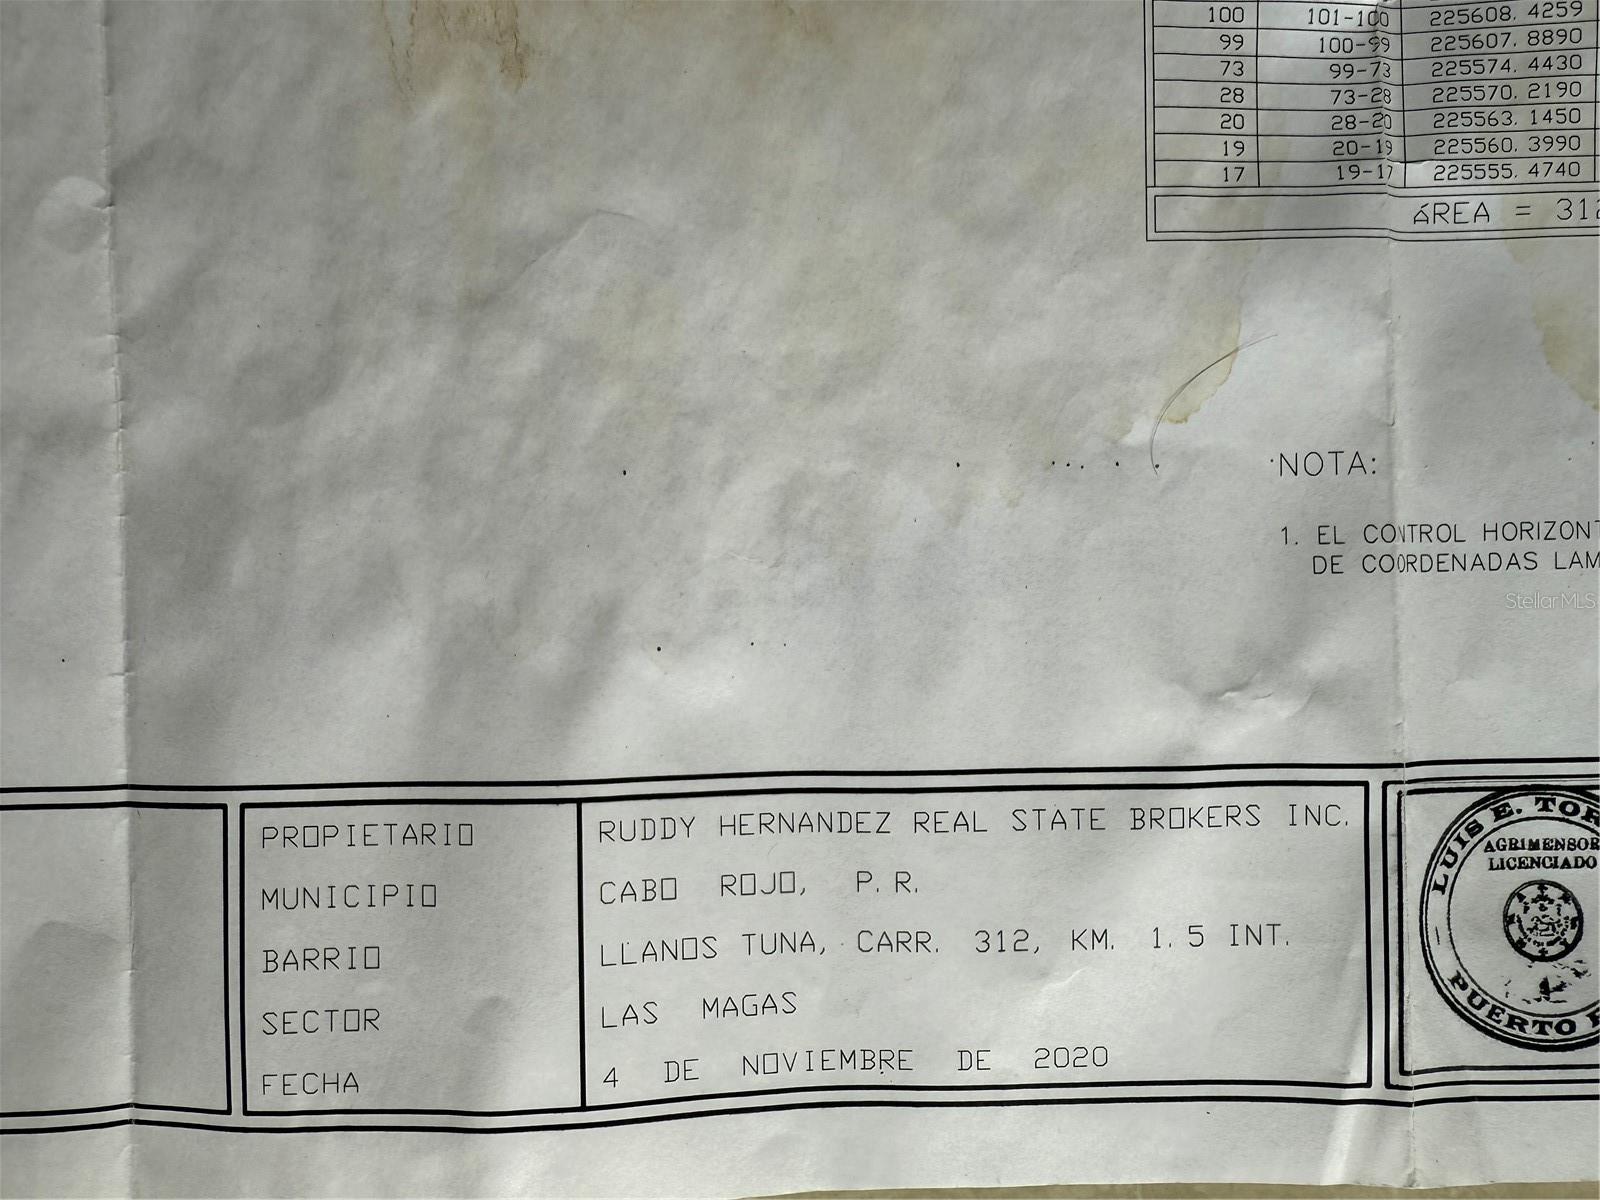 100 101-100 225608.4259
99 100-99 225607.8890
73 99-73 225574.4430
28 73-28 225570.2190
20 28-20 225563.1450
19 20-19 225560.3990
17 19-17 225555.4740
ÁREA = 312
NOTA:
1. EL CONTROL HORIZONT
DE COORDENADAS LAM
StellarMLS
PROPIETARIO RUDDY HERNANDEZ REAL STATE BROKERS INC.
MUNICIPIO CABO ROJO, P.R.
BARRIO LLANOS TUNA, CARR. 312, KM. 1.5 INT.
SECTOR LAS MAGAS
FECHA 4 DE NOVIEMBRE DE 2020
LUIS E. TOR
AGRIMENSOR
LICENCIADO
PUERTO R